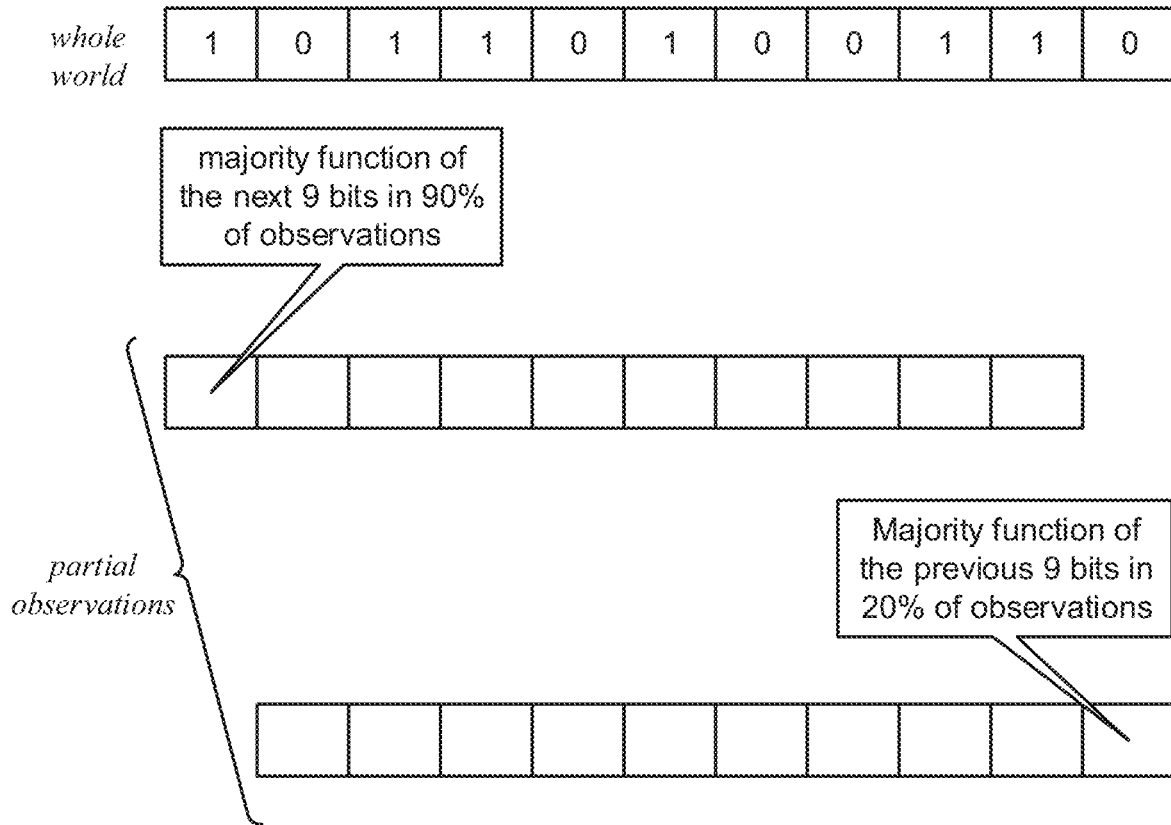 whole world
1 0 1 1 0 1 0 0 1 1 0
majority function of
the next 9 bits in 90%
of observations
Majority function of
the previous 9 bits in
20% of observations
partial
observations